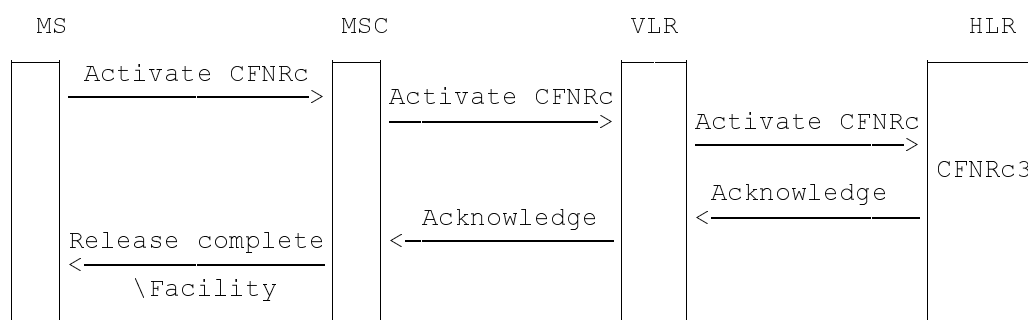 MS MSC VLR HLR
Activate CFNRc
Activate CFNRc
Activate CFNRc
CFNRc3
Acknowledge
Acknowledge
Release complete
\Facility